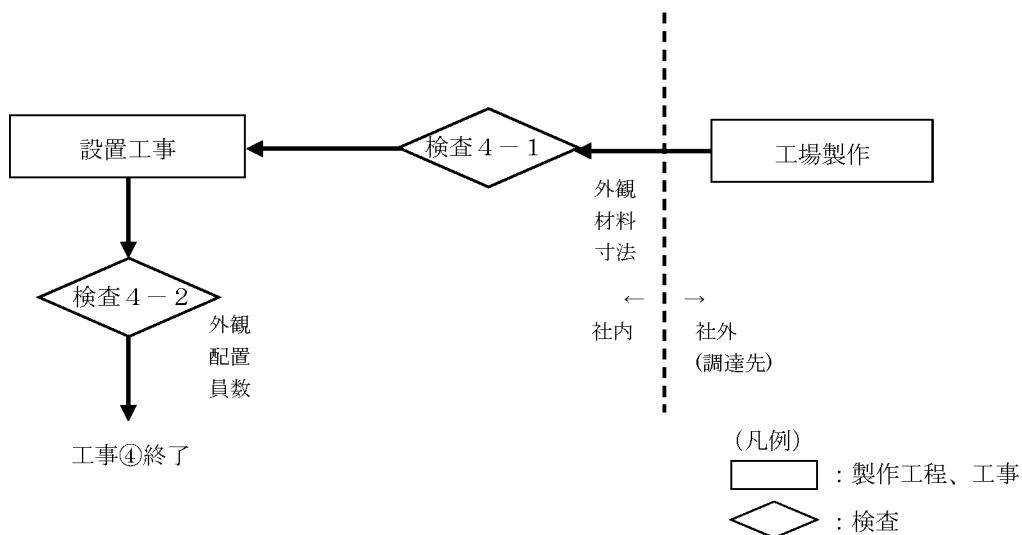 設置工事
検査4－1
工場製作
外観
材料
寸法
検査4－2
外観
配置
員数
←
→
社内
社外
(調達先)
工事④終了
(凡例)
：製作工程、工事
：検査